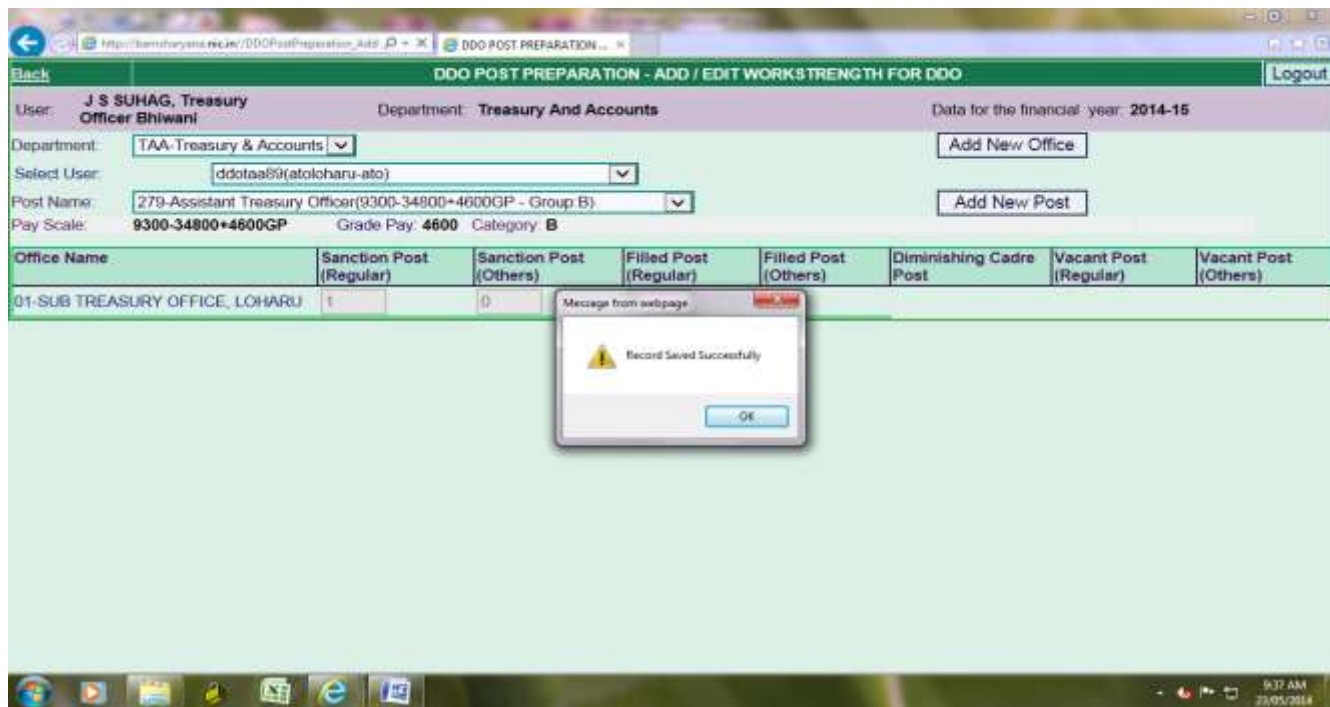 DDO POST PREPARATION ...
Back
DDO POST PREPARATION - ADD / EDIT WORKSTRENGTH FOR DDO
Logout
User: J S SUHAG, Treasury Officer Bhiwani Department: Treasury And Accounts Data for the financial year: 2014-15
Department: TAA-Treasury & Accounts Add New Office
Select User: ddotaa89(atoloharu-ato)
Post Name: 279-Assistant Treasury Officer(9300-34800+4600GP - Group:B) Add New Post
Pay Scale: 9300-34800+4600GP Grade Pay: 4600 Category: B
Office Name Sanction Post (Regular) Sanction Post (Others) Filled Post (Regular) Filled Post (Others) Diminishing Cadre Post Vacant Post (Regular) Vacant Post (Others)
01-SUB TREASURY OFFICE, LOHARU 1 0
Message from webpage
Record Saved Successfully
OK
9:37 AM
23/05/2014